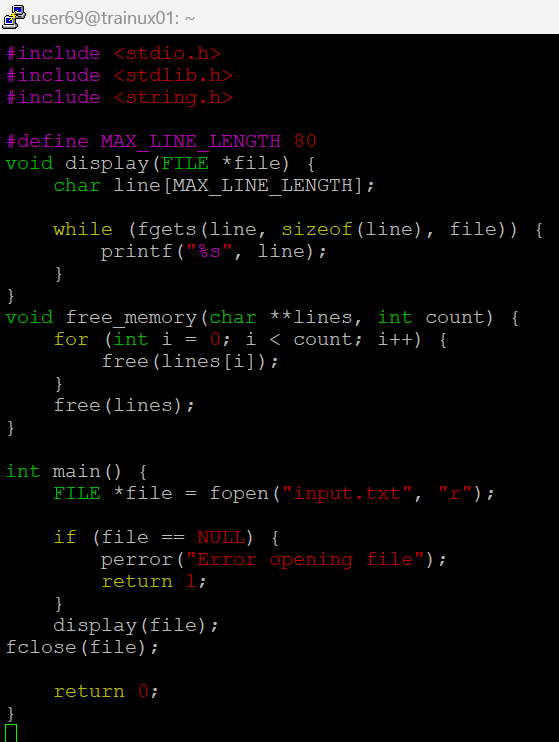 user69@trainux01: ~
#include <stdio.h>
#include <stdlib.h>
#include <string.h>

#define MAX_LINE_LENGTH 80
void display(FILE *file) {
    char line[MAX_LINE_LENGTH];

    while (fgets(line, sizeof(line), file)) {
        printf("%s", line);
    }
}
void free_memory(char **lines, int count) {
    for (int i = 0; i < count; i++) {
        free(lines[i]);
    }
    free(lines);
}

int main() {
    FILE *file = fopen("input.txt", "r");

    if (file == NULL) {
        perror("Error opening file");
        return 1;
    }
    display(file);
fclose(file);

    return 0;
}